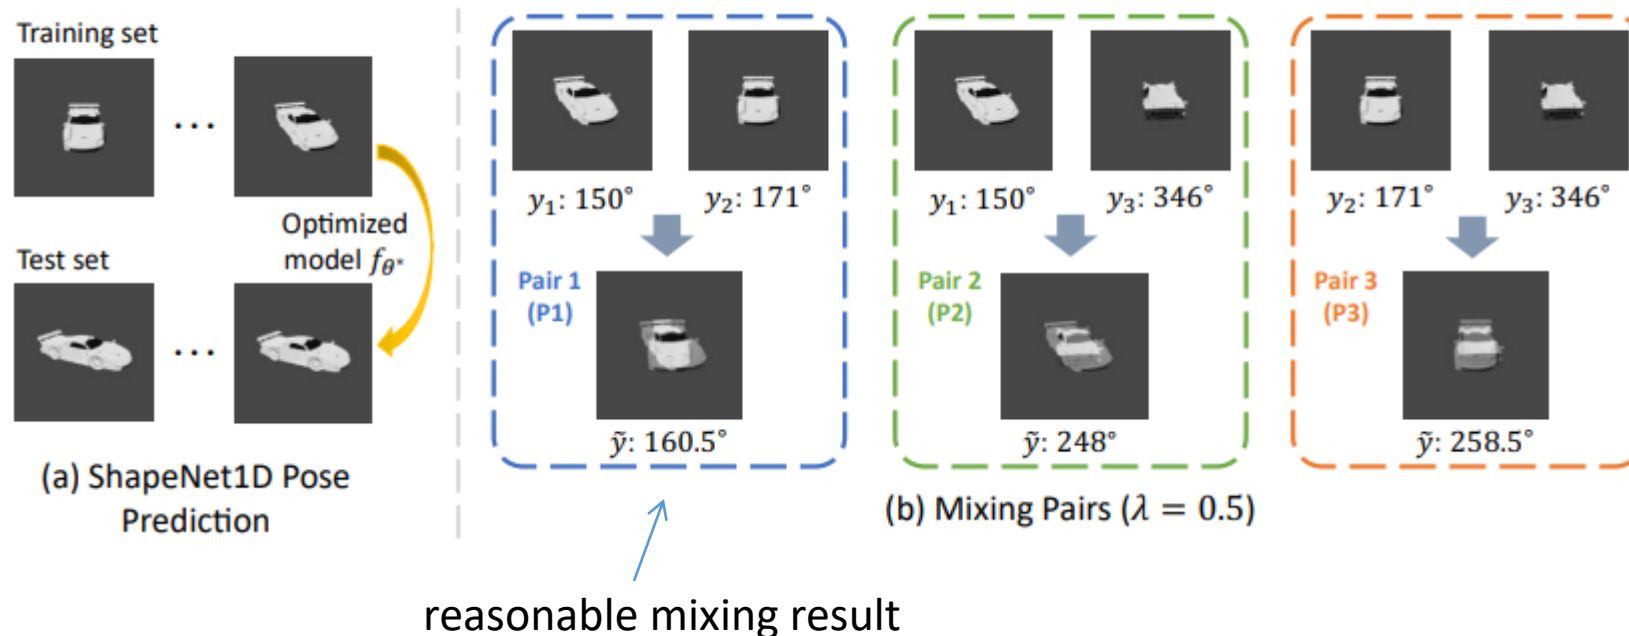 Training set
...
Optimized
model f_θ*
Test set
...
(a) ShapeNet1D Pose
Prediction
y₁: 150°
y₂: 171°
Pair 1
(P1)
ỹ: 160.5°
y₁: 150°
y₃: 346°
Pair 2
(P2)
ỹ: 248°
y₂: 171°
y₃: 346°
Pair 3
(P3)
ỹ: 258.5°
(b) Mixing Pairs (λ = 0.5)
reasonable mixing result